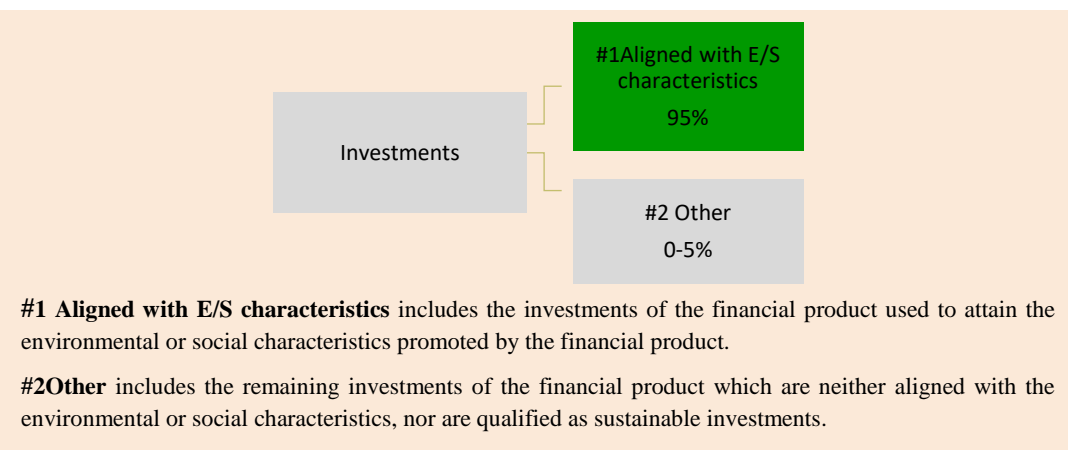 #1Aligned with E/S
characteristics
95%
Investments
#2 Other
0-5%
#1 Aligned with E/S characteristics includes the investments of the financial product used to attain the
environmental or social characteristics promoted by the financial product.
#2Other includes the remaining investments of the financial product which are neither aligned with the
environmental or social characteristics, nor are qualified as sustainable investments.